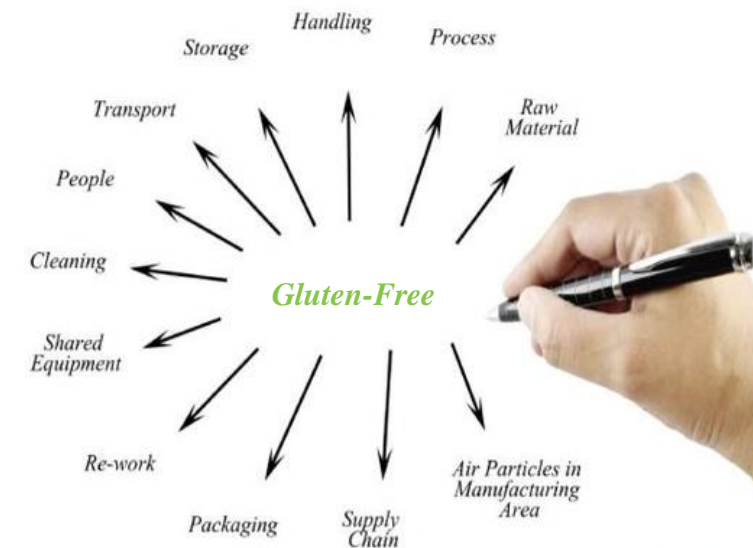 Handling
Storage
Process
Transport
Raw
Material
People
Cleaning
Gluten-Free
Shared
Equipment
Re-work
Air Particles in
Manufacturing
Area
Packaging
Supply
Chain